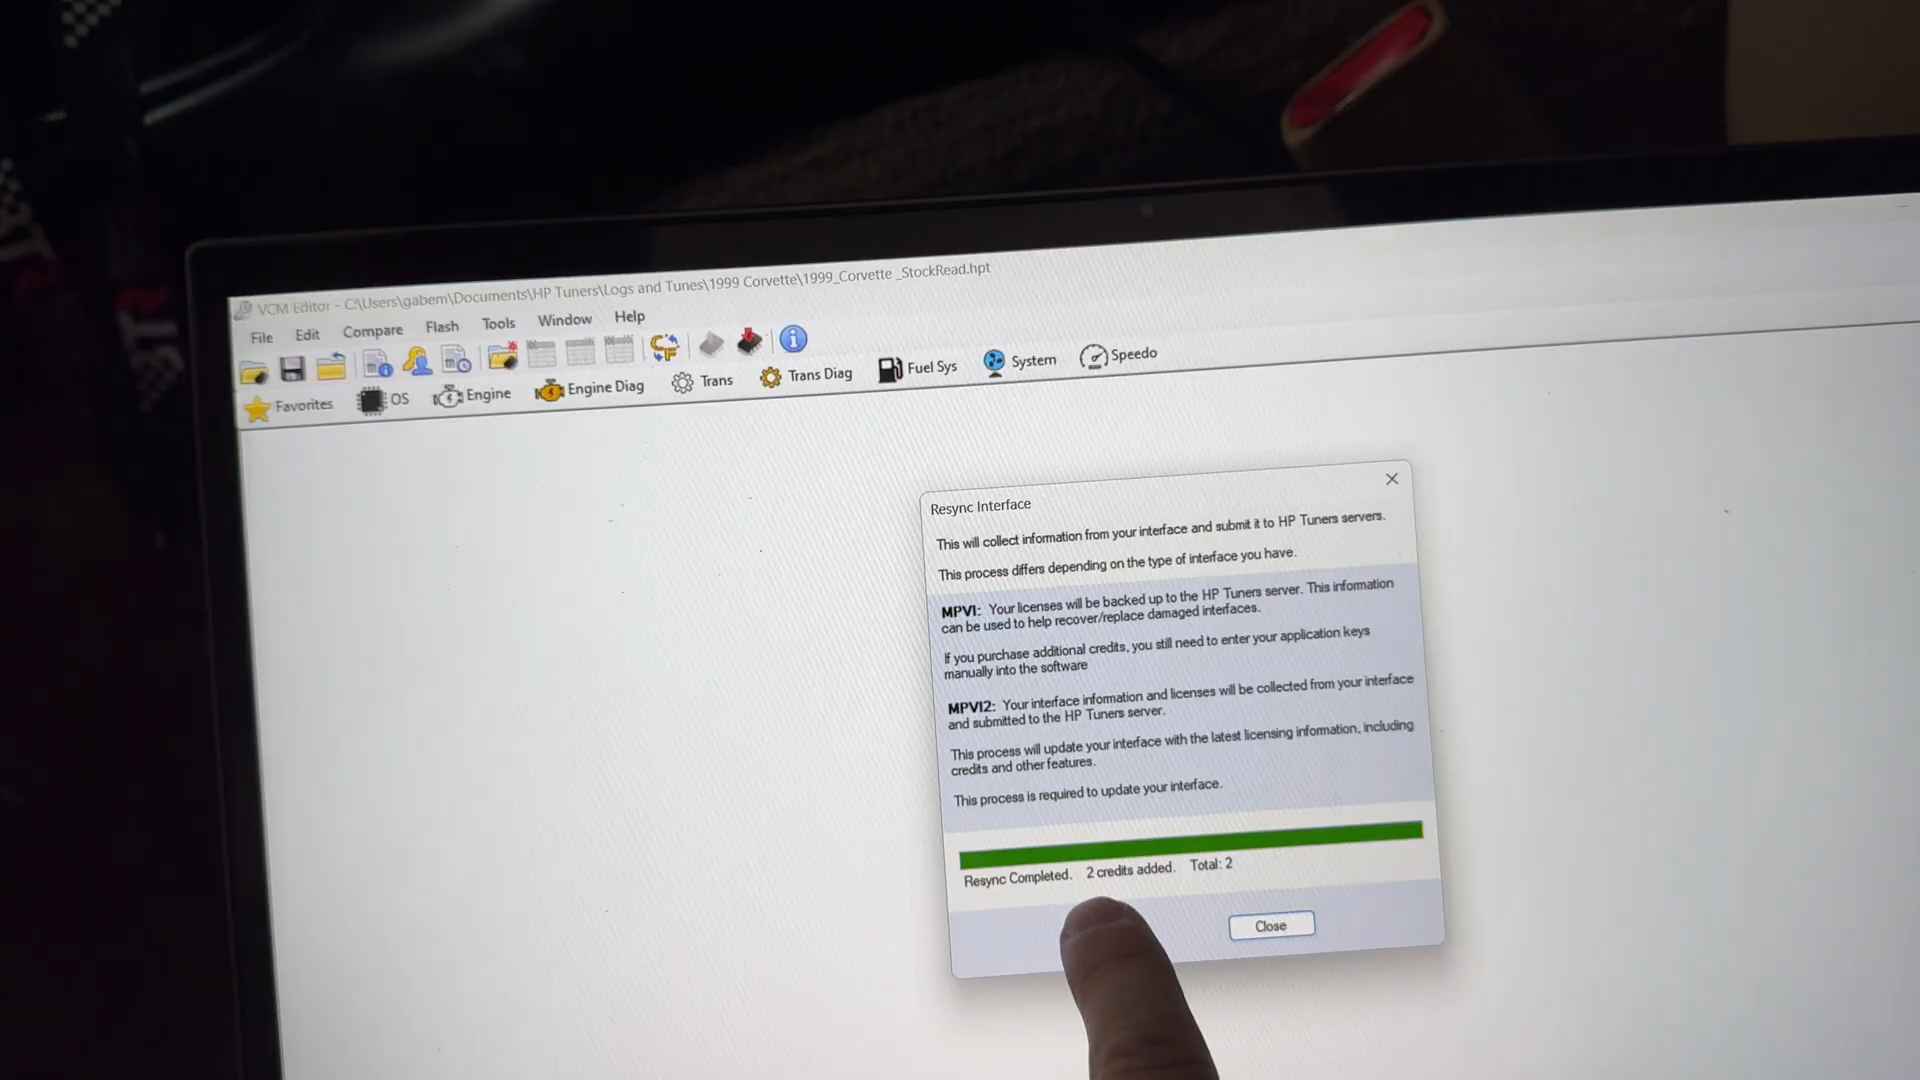 VCM Editor - C:\Users\gabem\Documents\HP Tuners\Logs and Tunes\1999 Corvette\1999_Corvette _StockRead.hpt
File Edit Compare Flash Tools Window Help
Favorites OS Engine Engine Diag Trans Trans Diag Fuel Sys System Speedo
Resync Interface
This will collect information from your interface and submit it to HP Tuners servers.
This process differs depending on the type of interface you have.
MPVI: Your licenses will be backed up to the HP Tuners server. This information
can be used to help recover/replace damaged interfaces.
If you purchase additional credits, you still need to enter your application keys
manually into the software
MPVI2: Your interface information and licenses will be collected from your interface
and submitted to the HP Tuners server.
This process will update your interface with the latest licensing information, including
credits and other features.
This process is required to update your interface.
Resync Completed. 2 credits added. Total: 2
Close